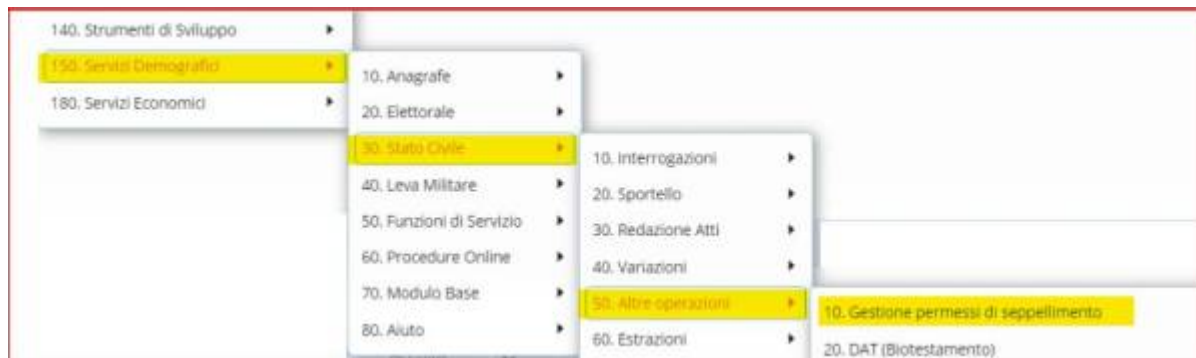 140. Strumenti di Sviluppo
150. Servizi Demografici
180. Servizi Economici
10. Anagrafe
20. Elettorale
30. Stato Civile
40. Leva Militare
50. Funzioni di Servizio
60. Procedure Online
70. Modulo Base
80. Aiuto
10. Interrogazioni
20. Sportello
30. Redazione Atti
40. Variazioni
50. Altre operazioni
60. Estrazioni
10. Gestione permessi di seppellimento
20. DAT (Biotestamento)